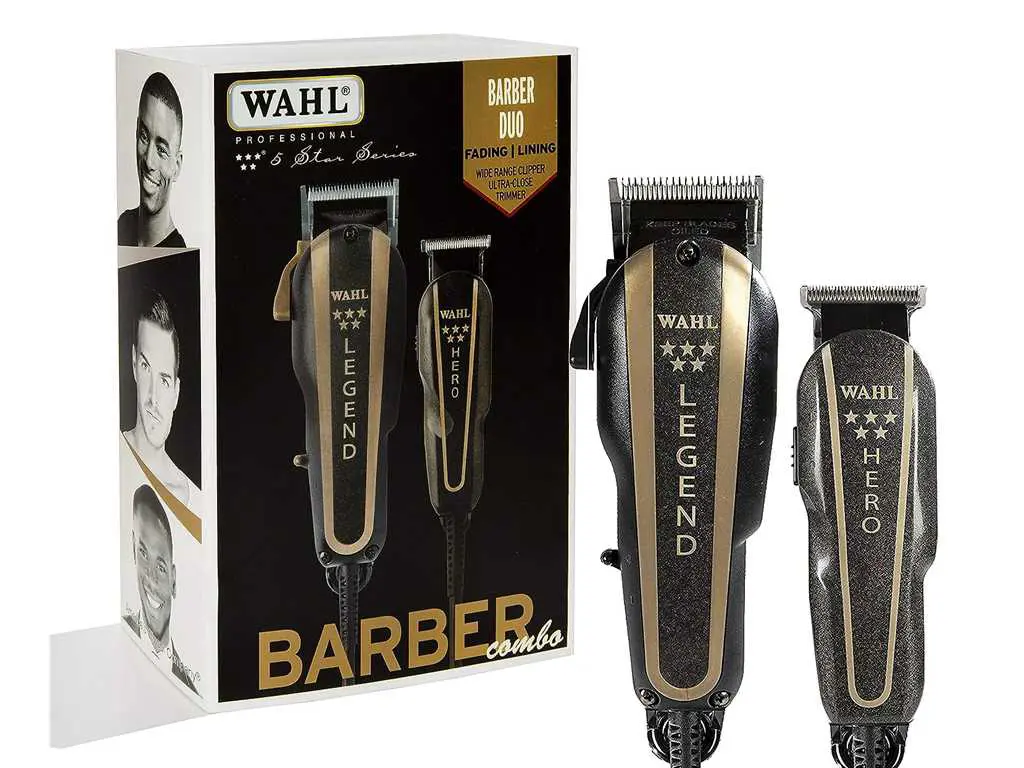 WAHL®
PROFESSIONAL
5 Star Series
BARBER
DUO
FADING | LINING
WIDE RANGE CLIPPER
ULTRA-CLOSE
TRIMMER
WAHL
LEGEND
WAHL
HERO
BARBER
combo
KEEP BLADES
OILED
WAHL
LEGEND
WAHL
HERO